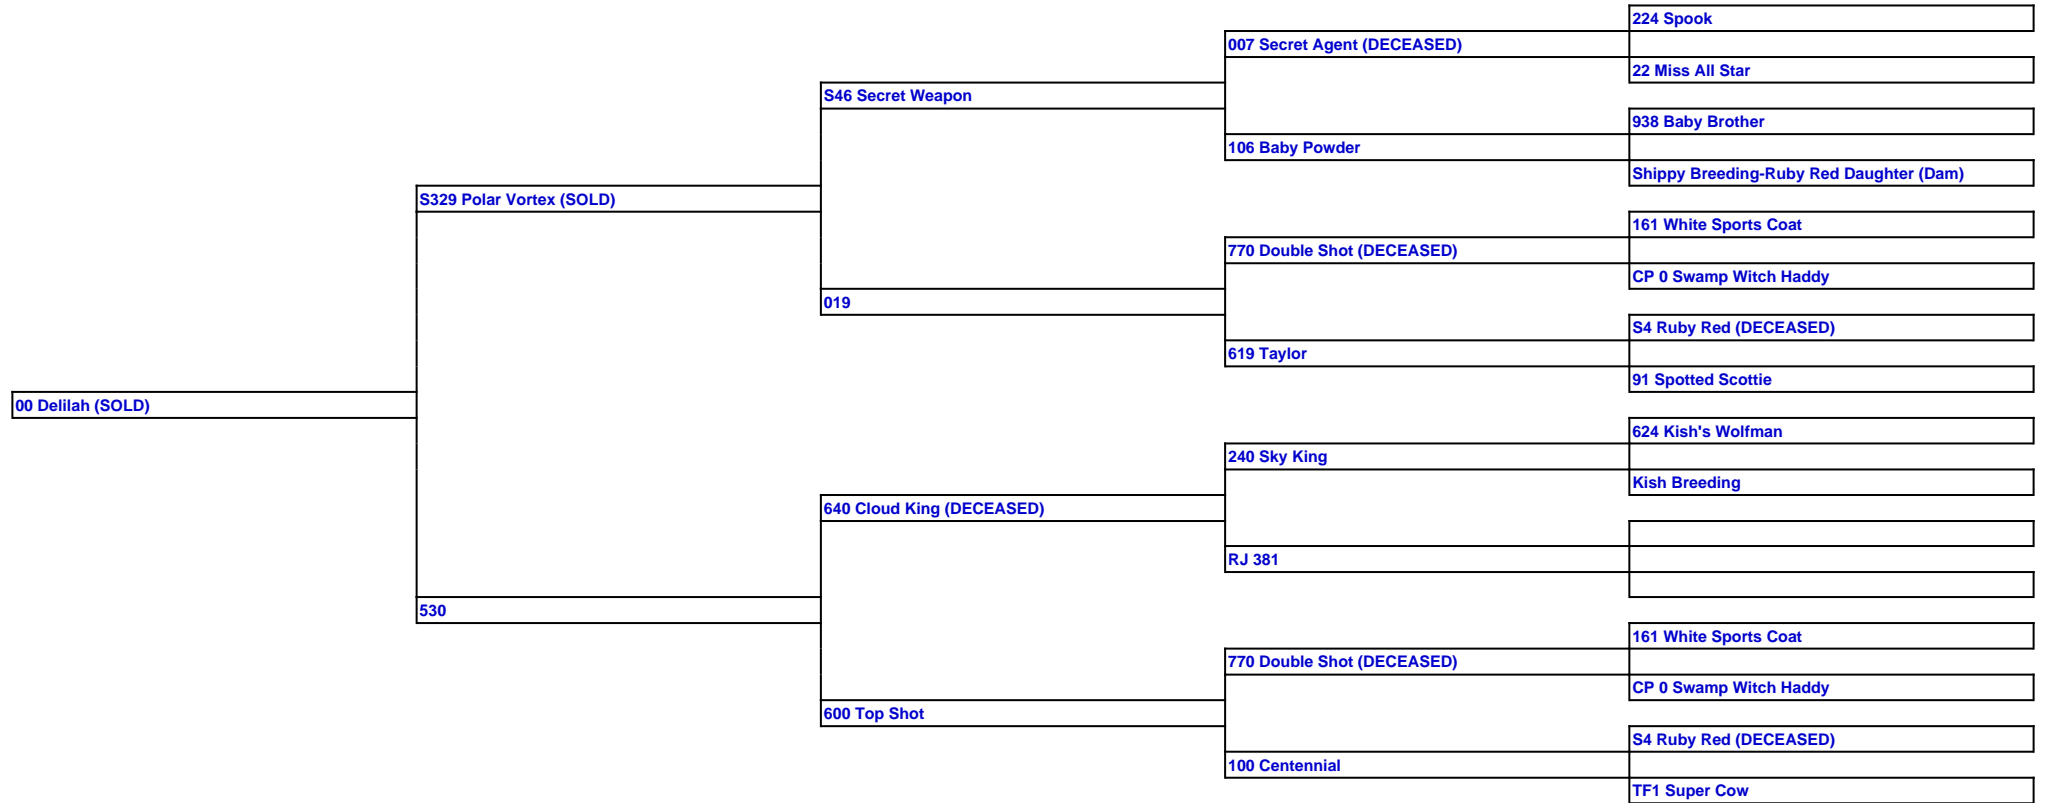 224 Spook
007 Secret Agent (DECEASED)
22 Miss All Star
S46 Secret Weapon
938 Baby Brother
106 Baby Powder
Shippy Breeding-Ruby Red Daughter (Dam)
S329 Polar Vortex (SOLD)
161 White Sports Coat
770 Double Shot (DECEASED)
CP 0 Swamp Witch Haddy
019
S4 Ruby Red (DECEASED)
619 Taylor
91 Spotted Scottie
00 Delilah (SOLD)
624 Kish's Wolfman
240 Sky King
Kish Breeding
640 Cloud King (DECEASED)
RJ 381
530
161 White Sports Coat
770 Double Shot (DECEASED)
CP 0 Swamp Witch Haddy
600 Top Shot
S4 Ruby Red (DECEASED)
100 Centennial
TF1 Super Cow